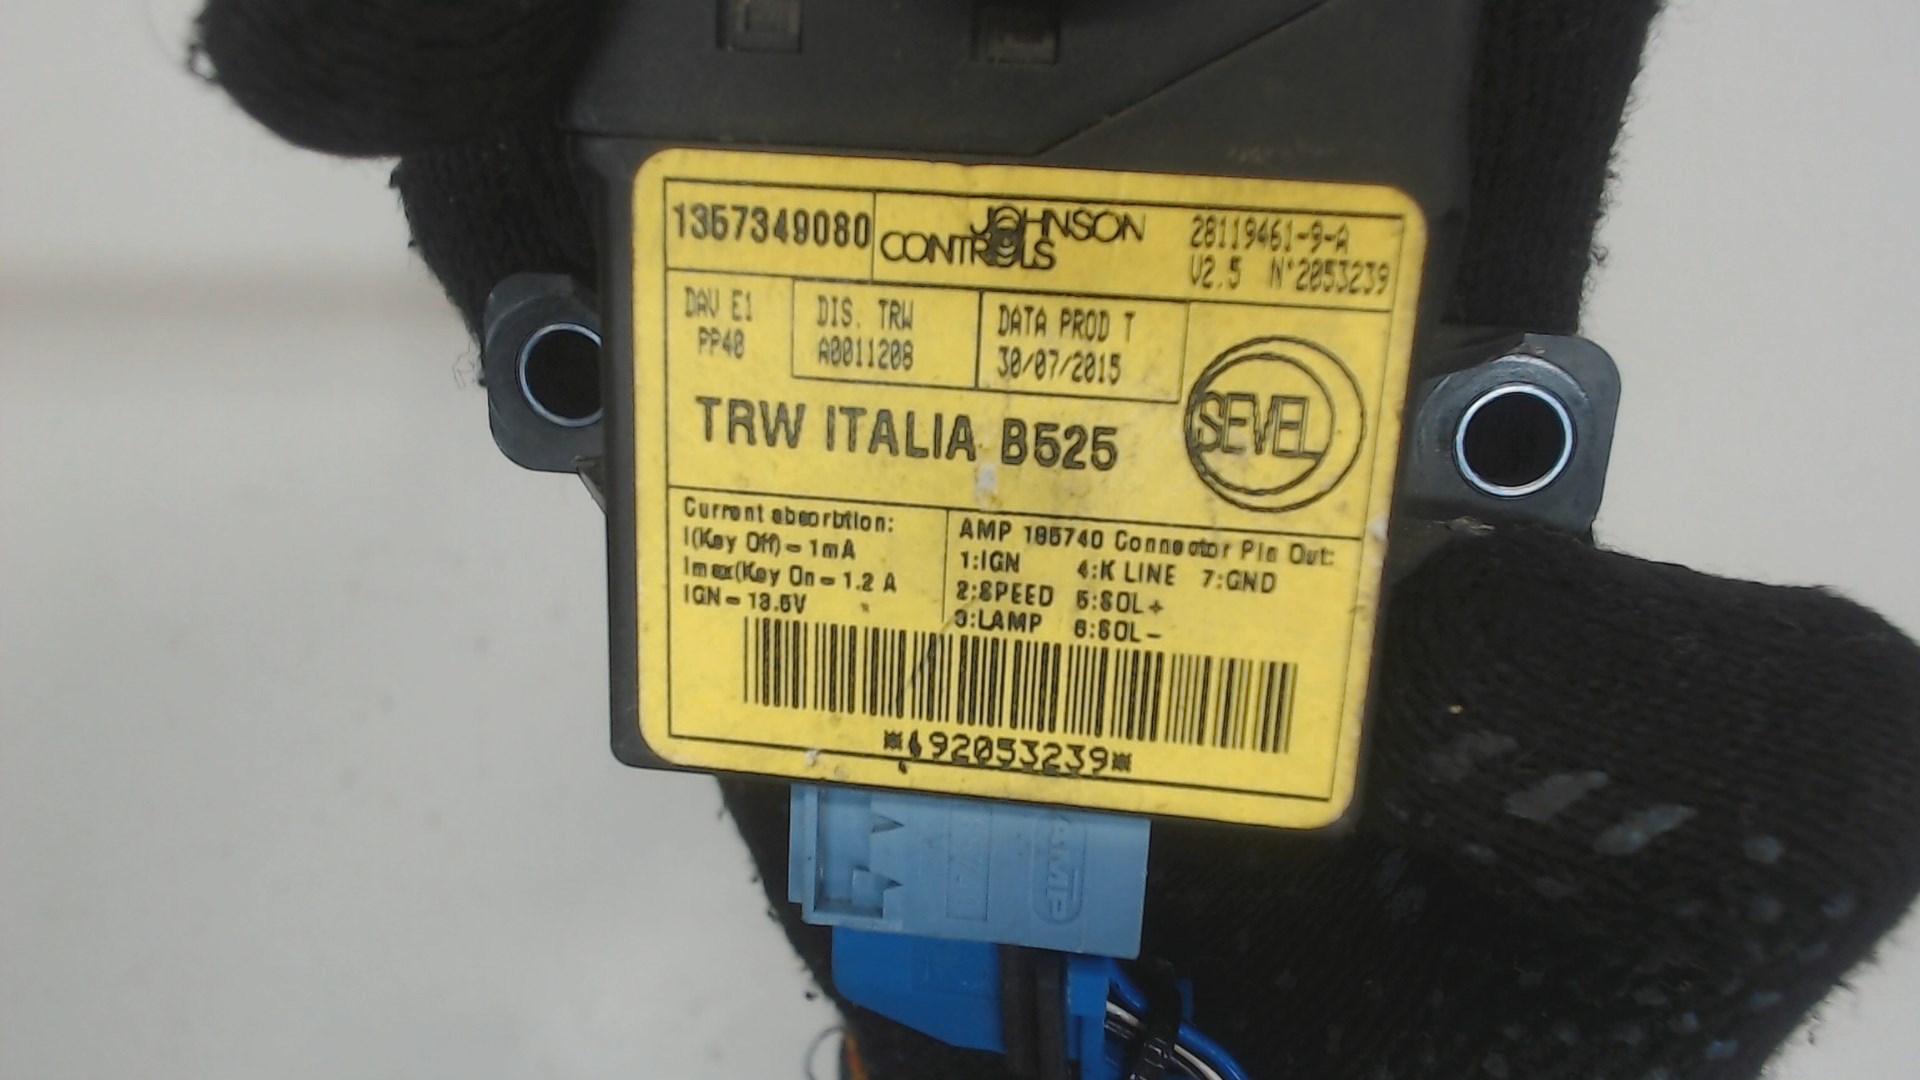 1357349080
JOHNSON
CONTROLS
28119461-9-A
V2.5 N°2053239
DAV E1
PP40
DIS. TRW
A0011208
DATA PROD T
30/07/2015
TRW ITALIA B525
SEVEL
Current absorbtion:
I(Key Off)=1mA
Imax(Key On=1.2 A
IGN=13.5V
AMP 185740 Connector Pin Out:
1:IGN 4:K LINE 7:GND
2:SPEED 5:SOL+
3:LAMP 6:SOL-
*692053239*
AMP